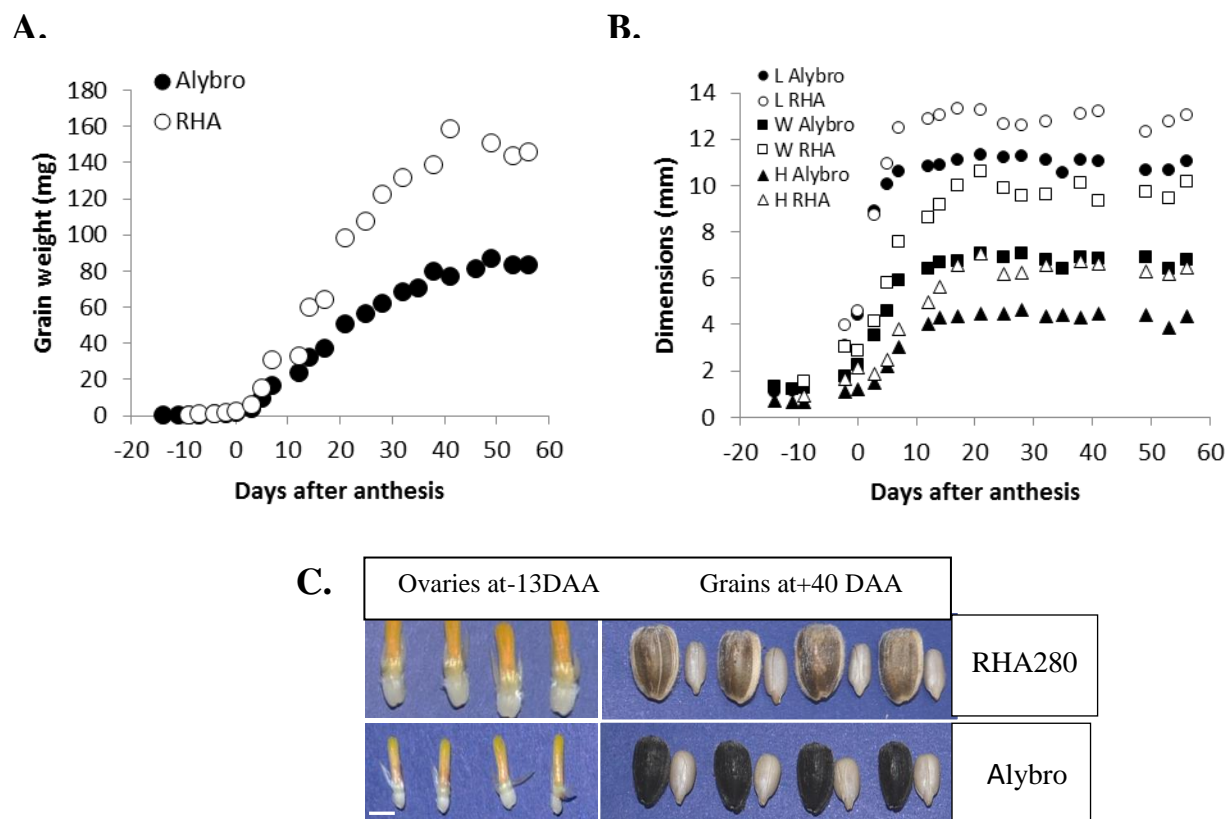 A.
B.
Alybro
RHA
180
160
140
120
100
80
60
40
20
0
-20 -10 0 10 20 30 40 50 60
Grain weight (mg)
Days after anthesis
L Alybro
L RHA
W Alybro
W RHA
H Alybro
H RHA
14
12
10
8
6
4
2
0
-20 -10 0 10 20 30 40 50 60
Dimensions (mm)
Days after anthesis
C.
Ovaries at-13DAA Grains at+40 DAA
RHA280
Alybro